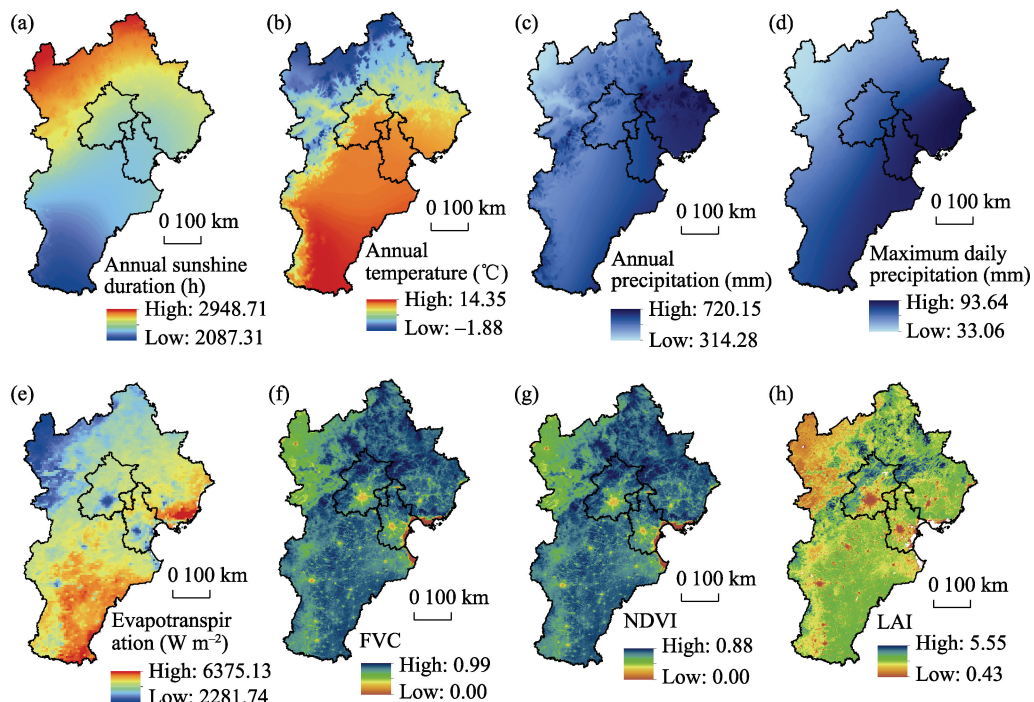 (a)
0 100 km
Annual sunshine
duration (h)
High: 2948.71
Low: 2087.31
(b)
0 100 km
Annual
temperature (℃)
High: 14.35
Low: –1.88
(c)
0 100 km
Annual
precipitation (mm)
High: 720.15
Low: 314.28
(d)
0 100 km
Maximum daily
precipitation (mm)
High: 93.64
Low: 33.06
(e)
0 100 km
Evapotranspir
ation (W m⁻²)
High: 6375.13
Low: 2281.74
(f)
0 100 km
FVC
High: 0.99
Low: 0.00
(g)
0 100 km
NDVI
High: 0.88
Low: 0.00
(h)
0 100 km
LAI
High: 5.55
Low: 0.43